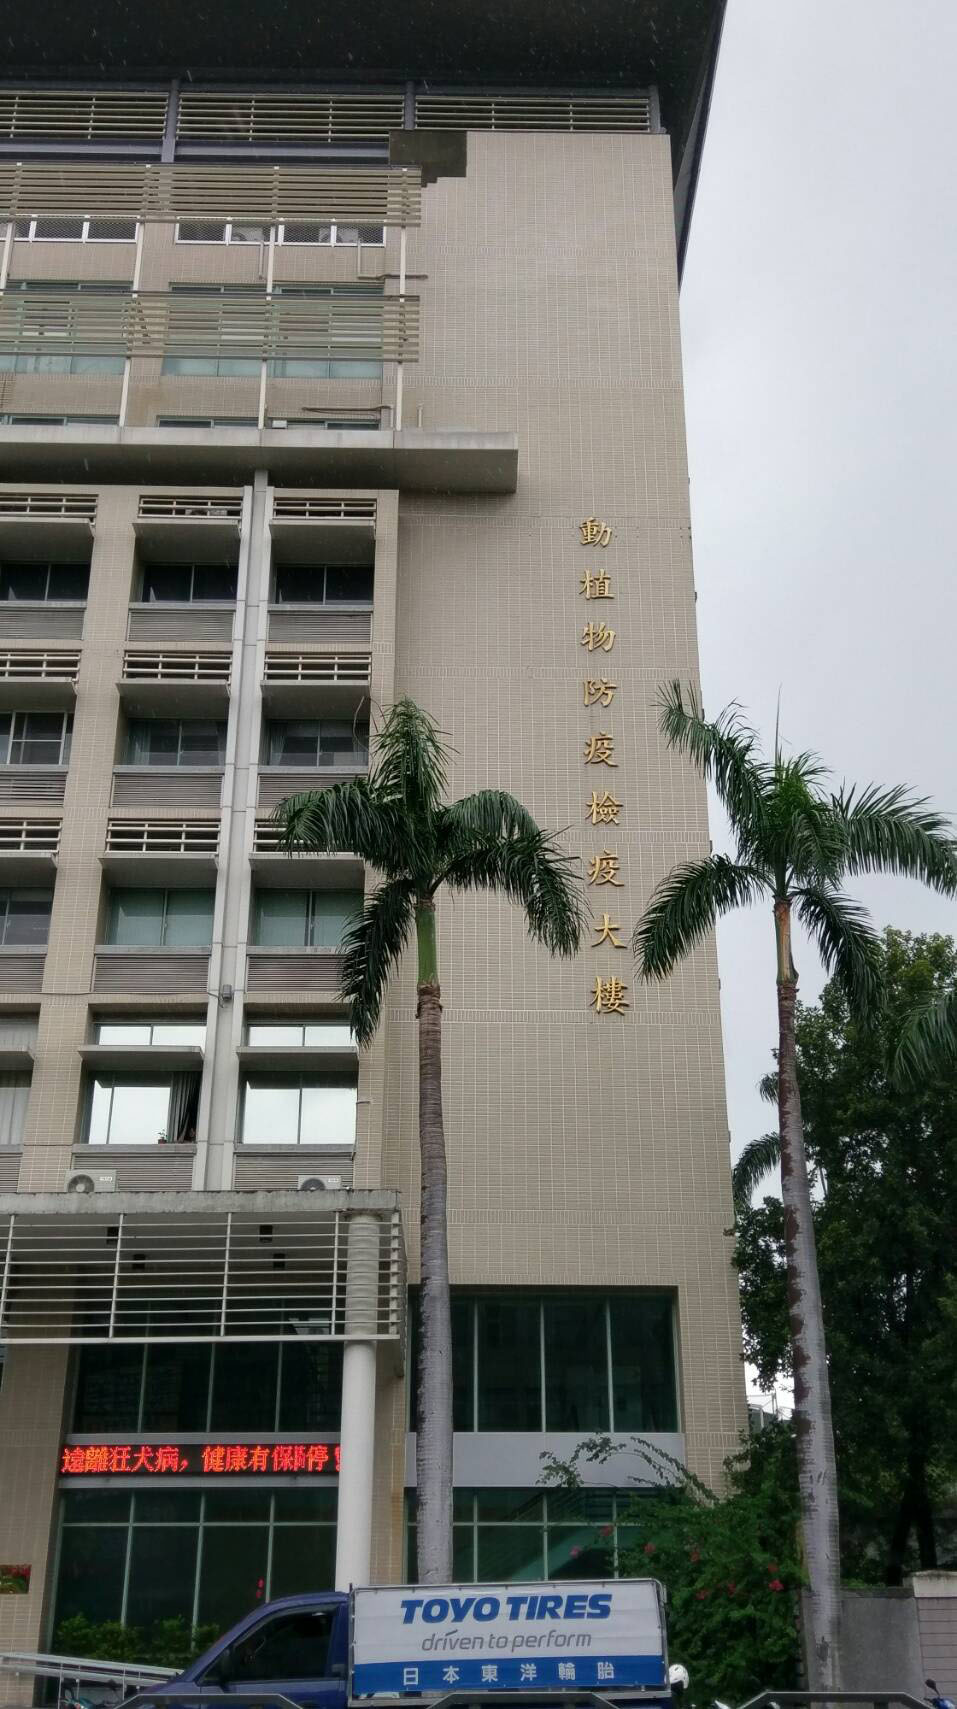 動植物防疫檢疫大樓
遠離狂犬病，健康有保障停
TOYO TIRES
driven to perform
日本東洋輪胎